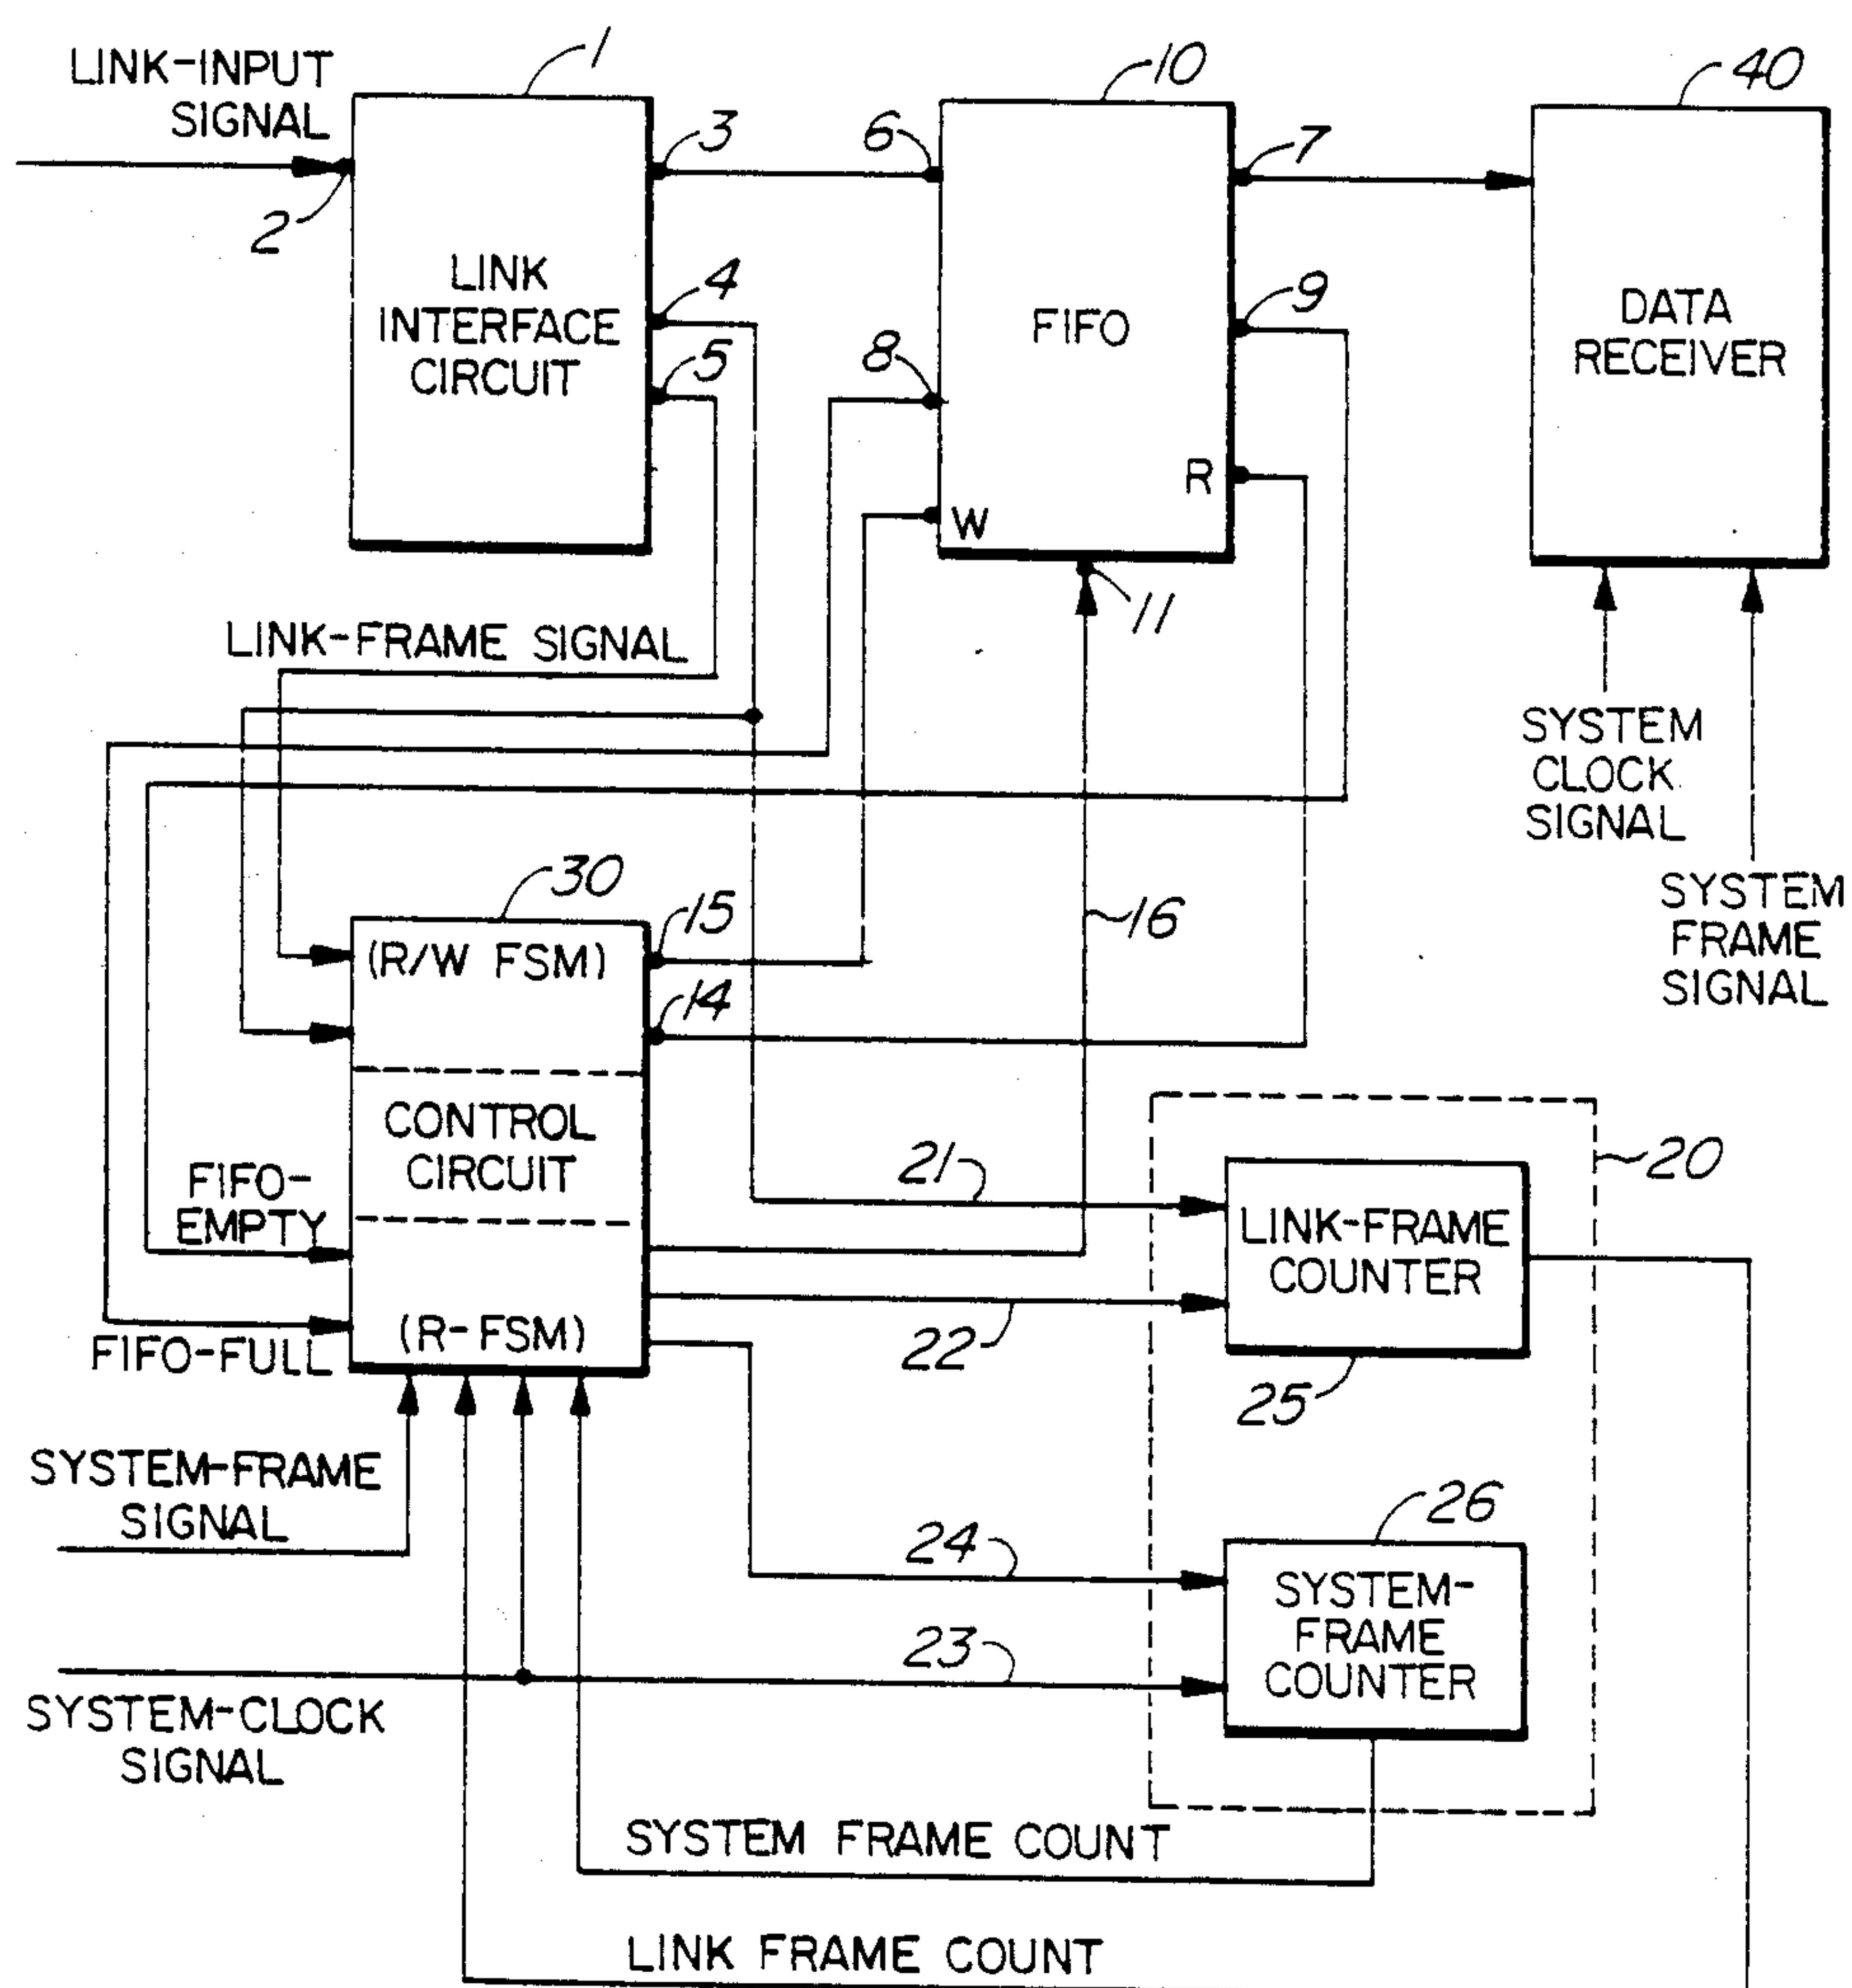 LINK-INPUT
SIGNAL
1
2
3
4
5
LINK
INTERFACE
CIRCUIT
10
6
7
8
9
FIFO
R
W
11
40
DATA
RECEIVER
SYSTEM
CLOCK
SIGNAL
SYSTEM
FRAME
SIGNAL
LINK-FRAME SIGNAL
30
(R/W FSM)
15
14
16
CONTROL
CIRCUIT
FIFO-
EMPTY
(R-FSM)
FIFO-FULL
21
22
20
LINK-FRAME
COUNTER
25
SYSTEM-FRAME
SIGNAL
24
23
26
SYSTEM-
FRAME
COUNTER
SYSTEM-CLOCK
SIGNAL
SYSTEM FRAME COUNT
LINK FRAME COUNT